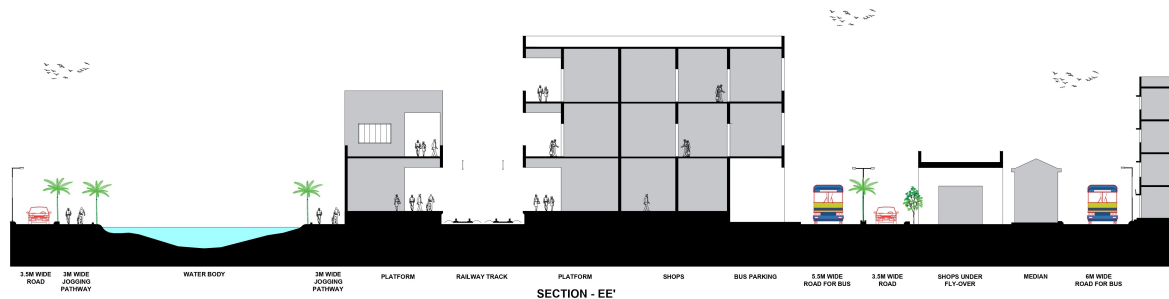 3.5M WIDE
ROAD
3M WIDE
JOGGING
PATHWAY
WATER BODY
3M WIDE
JOGGING
PATHWAY
PLATFORM
RAILWAY TRACK
PLATFORM
SHOPS
BUS PARKING
5.5M WIDE
ROAD FOR BUS
3.5M WIDE
ROAD
SHOPS UNDER
FLY-OVER
MEDIAN
6M WIDE
ROAD FOR BUS
SECTION - EE'